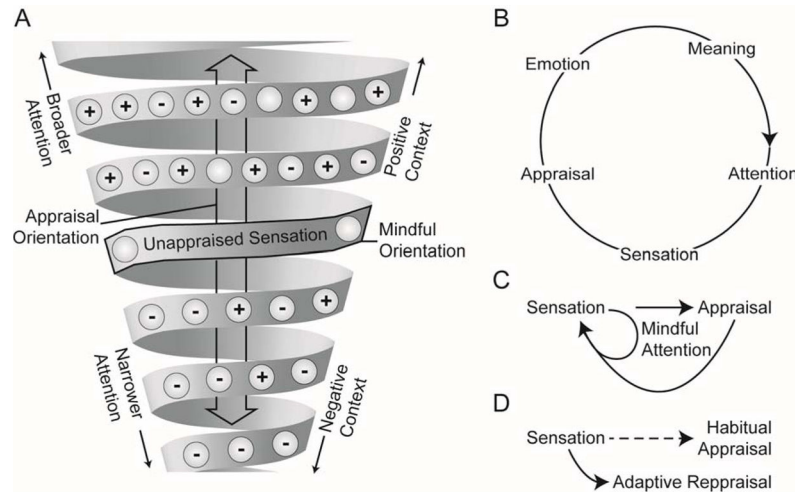 A
Broader
Attention
+ + - + - + +
Positive
Context
+ - + + - + -
Appraisal
Orientation
Unappraised Sensation
Mindful
Orientation
- - + - +
Narrower
Attention
- - + -
Negative
Context
- - -
B
Emotion
Meaning
Appraisal
Attention
Sensation
C
Sensation
Appraisal
Mindful
Attention
D
Sensation
Habitual
Appraisal
Adaptive Reppraisal